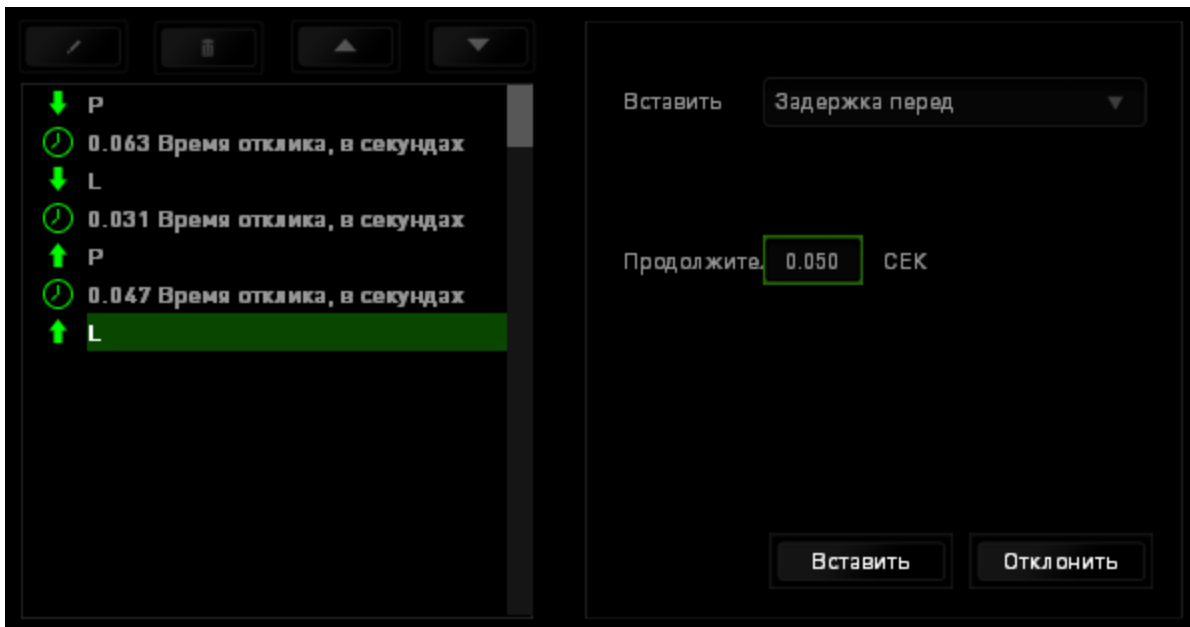 P
0.063 Время отклика, в секундах
L
0.031 Время отклика, в секундах
P
0.047 Время отклика, в секундах
L
Вставить Задержка перед
Продолжител 0.050 СЕК
Вставить Отклонить